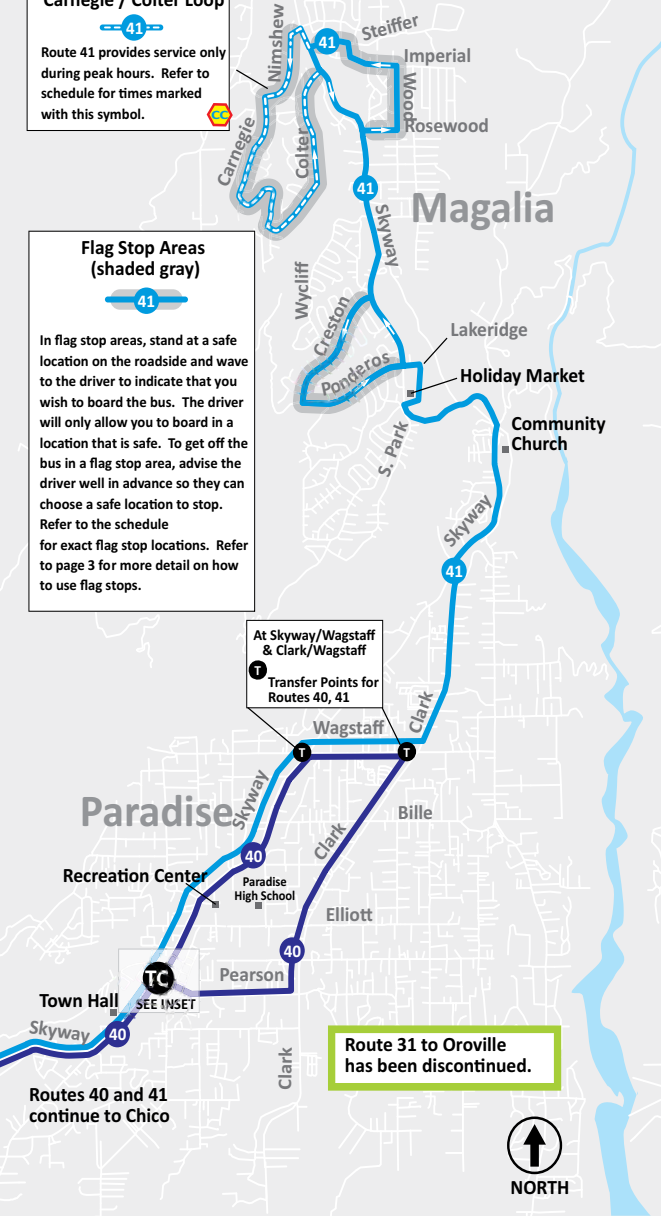 Carnegie / Colter Loop
41
Route 41 provides service only
during peak hours.  Refer to
schedule for times marked
with this symbol.
CC
Nimshew
41
Steiffer
Imperial
Wood
Rosewood
Carnegie
Colter
41
Magalia
Skyway
Flag Stop Areas
(shaded gray)
41
In flag stop areas, stand at a safe
location on the roadside and wave
to the driver to indicate that you
wish to board the bus.  The driver
will only allow you to board in a
location that is safe.  To get off the
bus in a flag stop area, advise the
driver well in advance so they can
choose a safe location to stop.
Refer to the schedule
for exact flag stop locations.  Refer
to page 3 for more detail on how
to use flag stops.
Wycliff
Creston
Ponderos
Lakeridge
Holiday Market
S. Park
Community
Church
Skyway
41
At Skyway/Wagstaff
& Clark/Wagstaff
T
Transfer Points for
Routes 40, 41
Clark
Wagstaff
T
T
Skyway
Paradise
Bille
Clark
40
Recreation Center
Paradise
High School
Elliott
40
TC
Pearson
SEE INSET
Town Hall
Skyway
40
Clark
Route 31 to Oroville
has been discontinued.
Routes 40 and 41
continue to Chico
NORTH